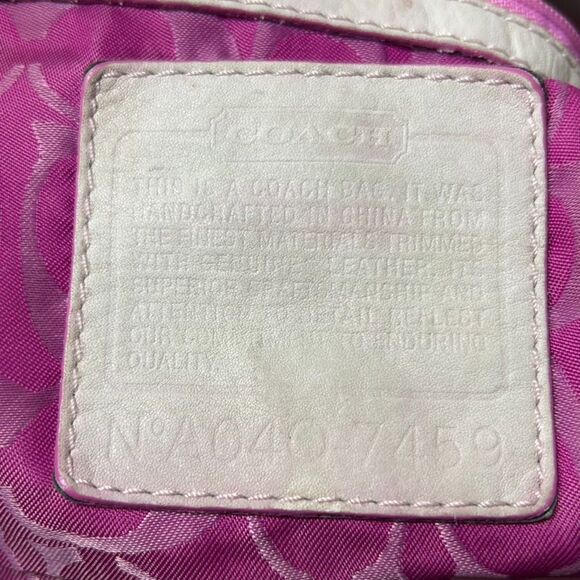 COACH
THIS IS A COACH BAG. IT WAS
HANDCRAFTED IN CHINA FROM
THE FINEST MATERIALS TRIMMED
WITH GENUINE LEATHER. ITS
SUPERIOR CRAFTSMANSHIP AND
ATTENTION TO DETAIL REFLECT
OUR COMMITMENT TO ENDURING
QUALITY.
NºA04Q-7459